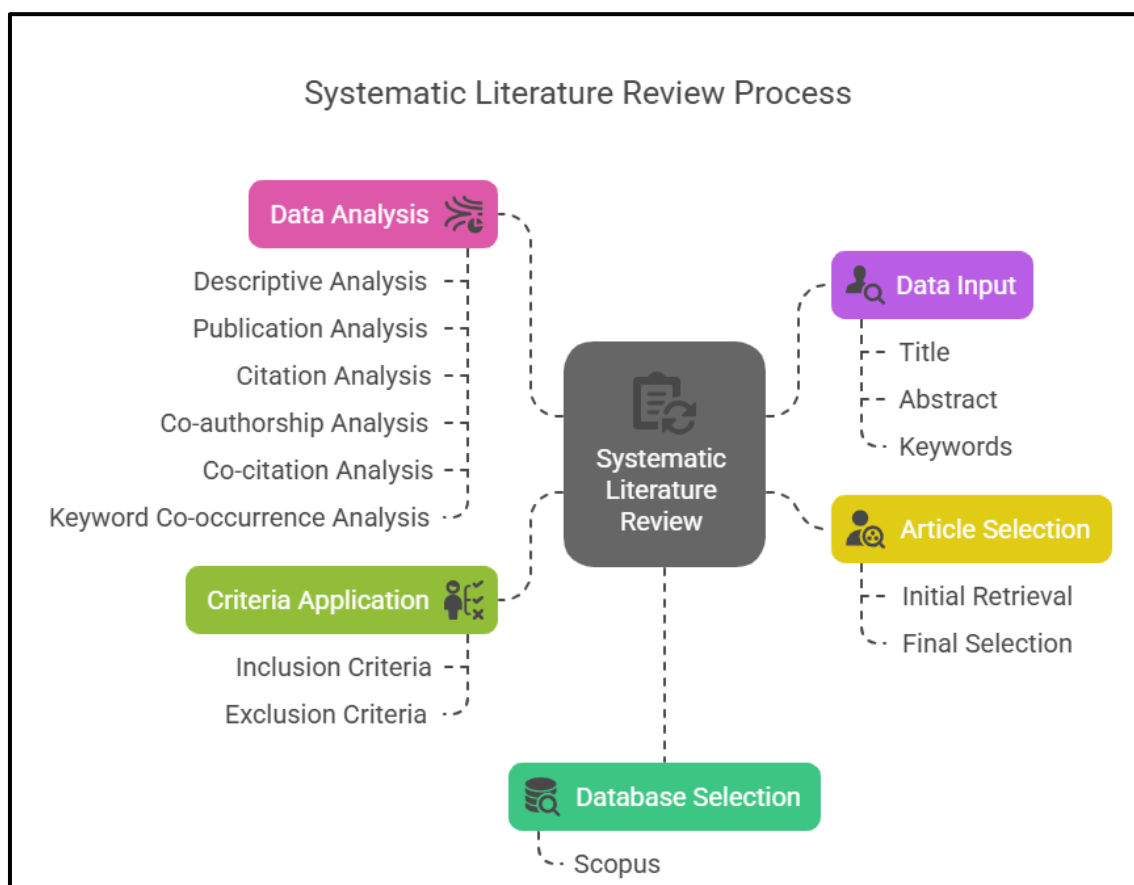 Systematic Literature Review Process
Data Analysis
Descriptive Analysis
Publication Analysis
Citation Analysis
Co-authorship Analysis
Co-citation Analysis
Keyword Co-occurrence Analysis
Criteria Application
Inclusion Criteria
Exclusion Criteria
Systematic
Literature
Review
Data Input
Title
Abstract
Keywords
Article Selection
Initial Retrieval
Final Selection
Database Selection
Scopus